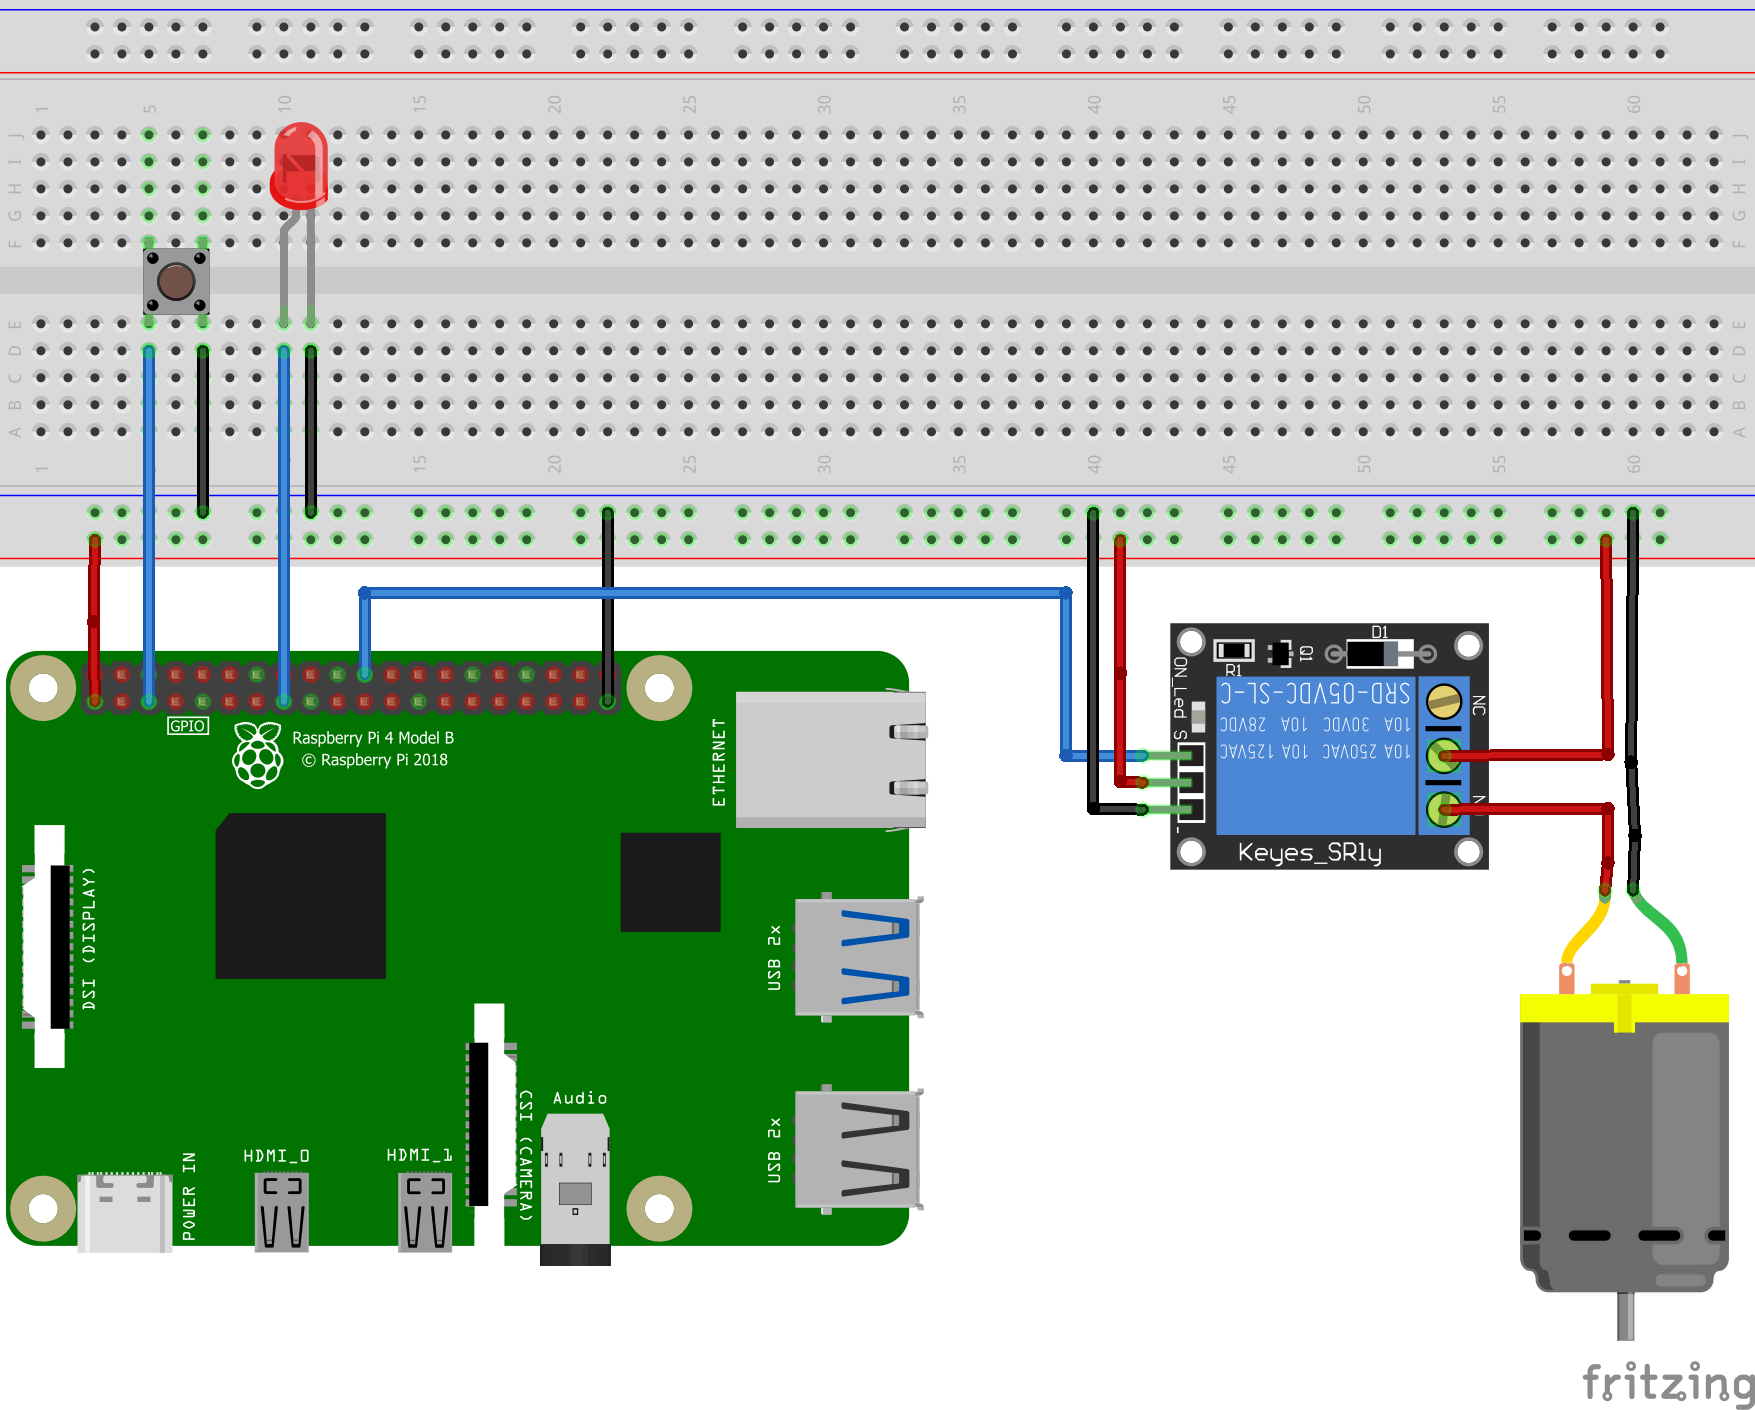 1 5 10 15 20 25 30 35 40 45 50 55 60
J J
I I
H H
G G
F F
E E
D D
C C
B B
A A
1 15 20 25 30 35 40 45 50 55 60
GPIO
Raspberry Pi 4 Model B
© Raspberry Pi 2018
ETHERNET
DSI (DISPLAY)
USB 2x
USB 2x
CSI (CAMERA)
Audio
HDMI_0
HDMI_1
POWER IN
D1
Q1
R1
ON_Led
S
-
SRD-05VDC-SL-C
10A 30VDC 10A 28VDC
10A 250VAC 10A 125VAC
NC
N
Keyes_SRly
fritzing